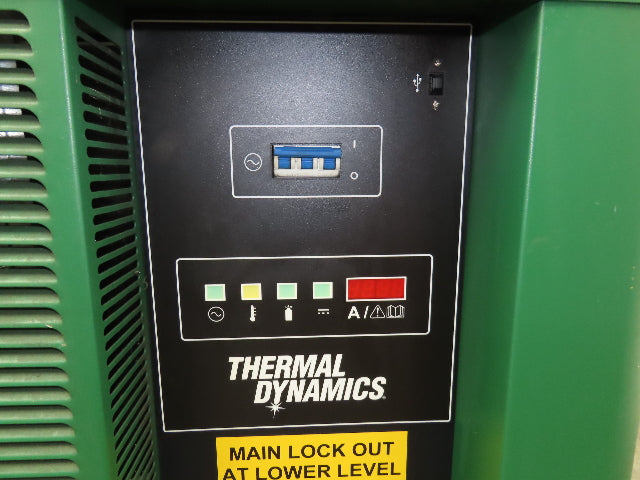 I
O
A/
THERMAL
DYNAMICS
MAIN LOCK OUT
AT LOWER LEVEL